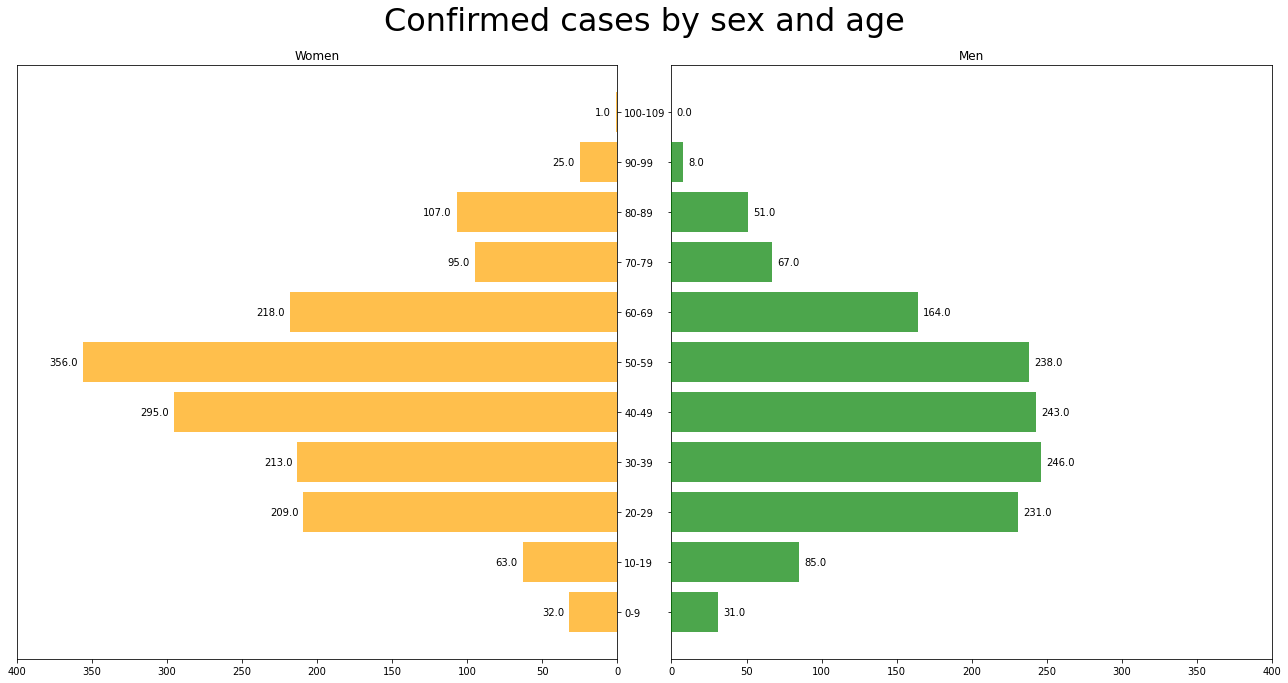 Confirmed cases by sex and age
Women Men
1.0 100-109 0.0
25.0 90-99 8.0
107.0 80-89 51.0
95.0 70-79 67.0
218.0 60-69 164.0
356.0 50-59 238.0
295.0 40-49 243.0
213.0 30-39 246.0
209.0 20-29 231.0
63.0 10-19 85.0
32.0 0-9 31.0
400 350 300 250 200 150 100 50 0 0 50 100 150 200 250 300 350 400